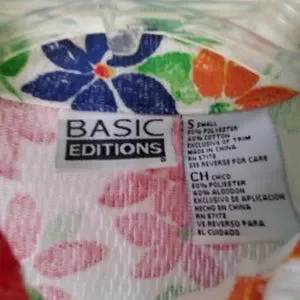 BASIC
EDITIONS
S SMALL
60% POLYESTER
40% COTTON
EXCLUSIVE OF TRIM
MADE IN CHINA
RN 57178
SEE REVERSE FOR CARE
CH CHICO
60% POLIESTER
40% ALGODON
EXCLUSIVO DE APLICACION
HECHO EN CHINA
RN 57178
VE REVERSO PARA
EL CUIDADO